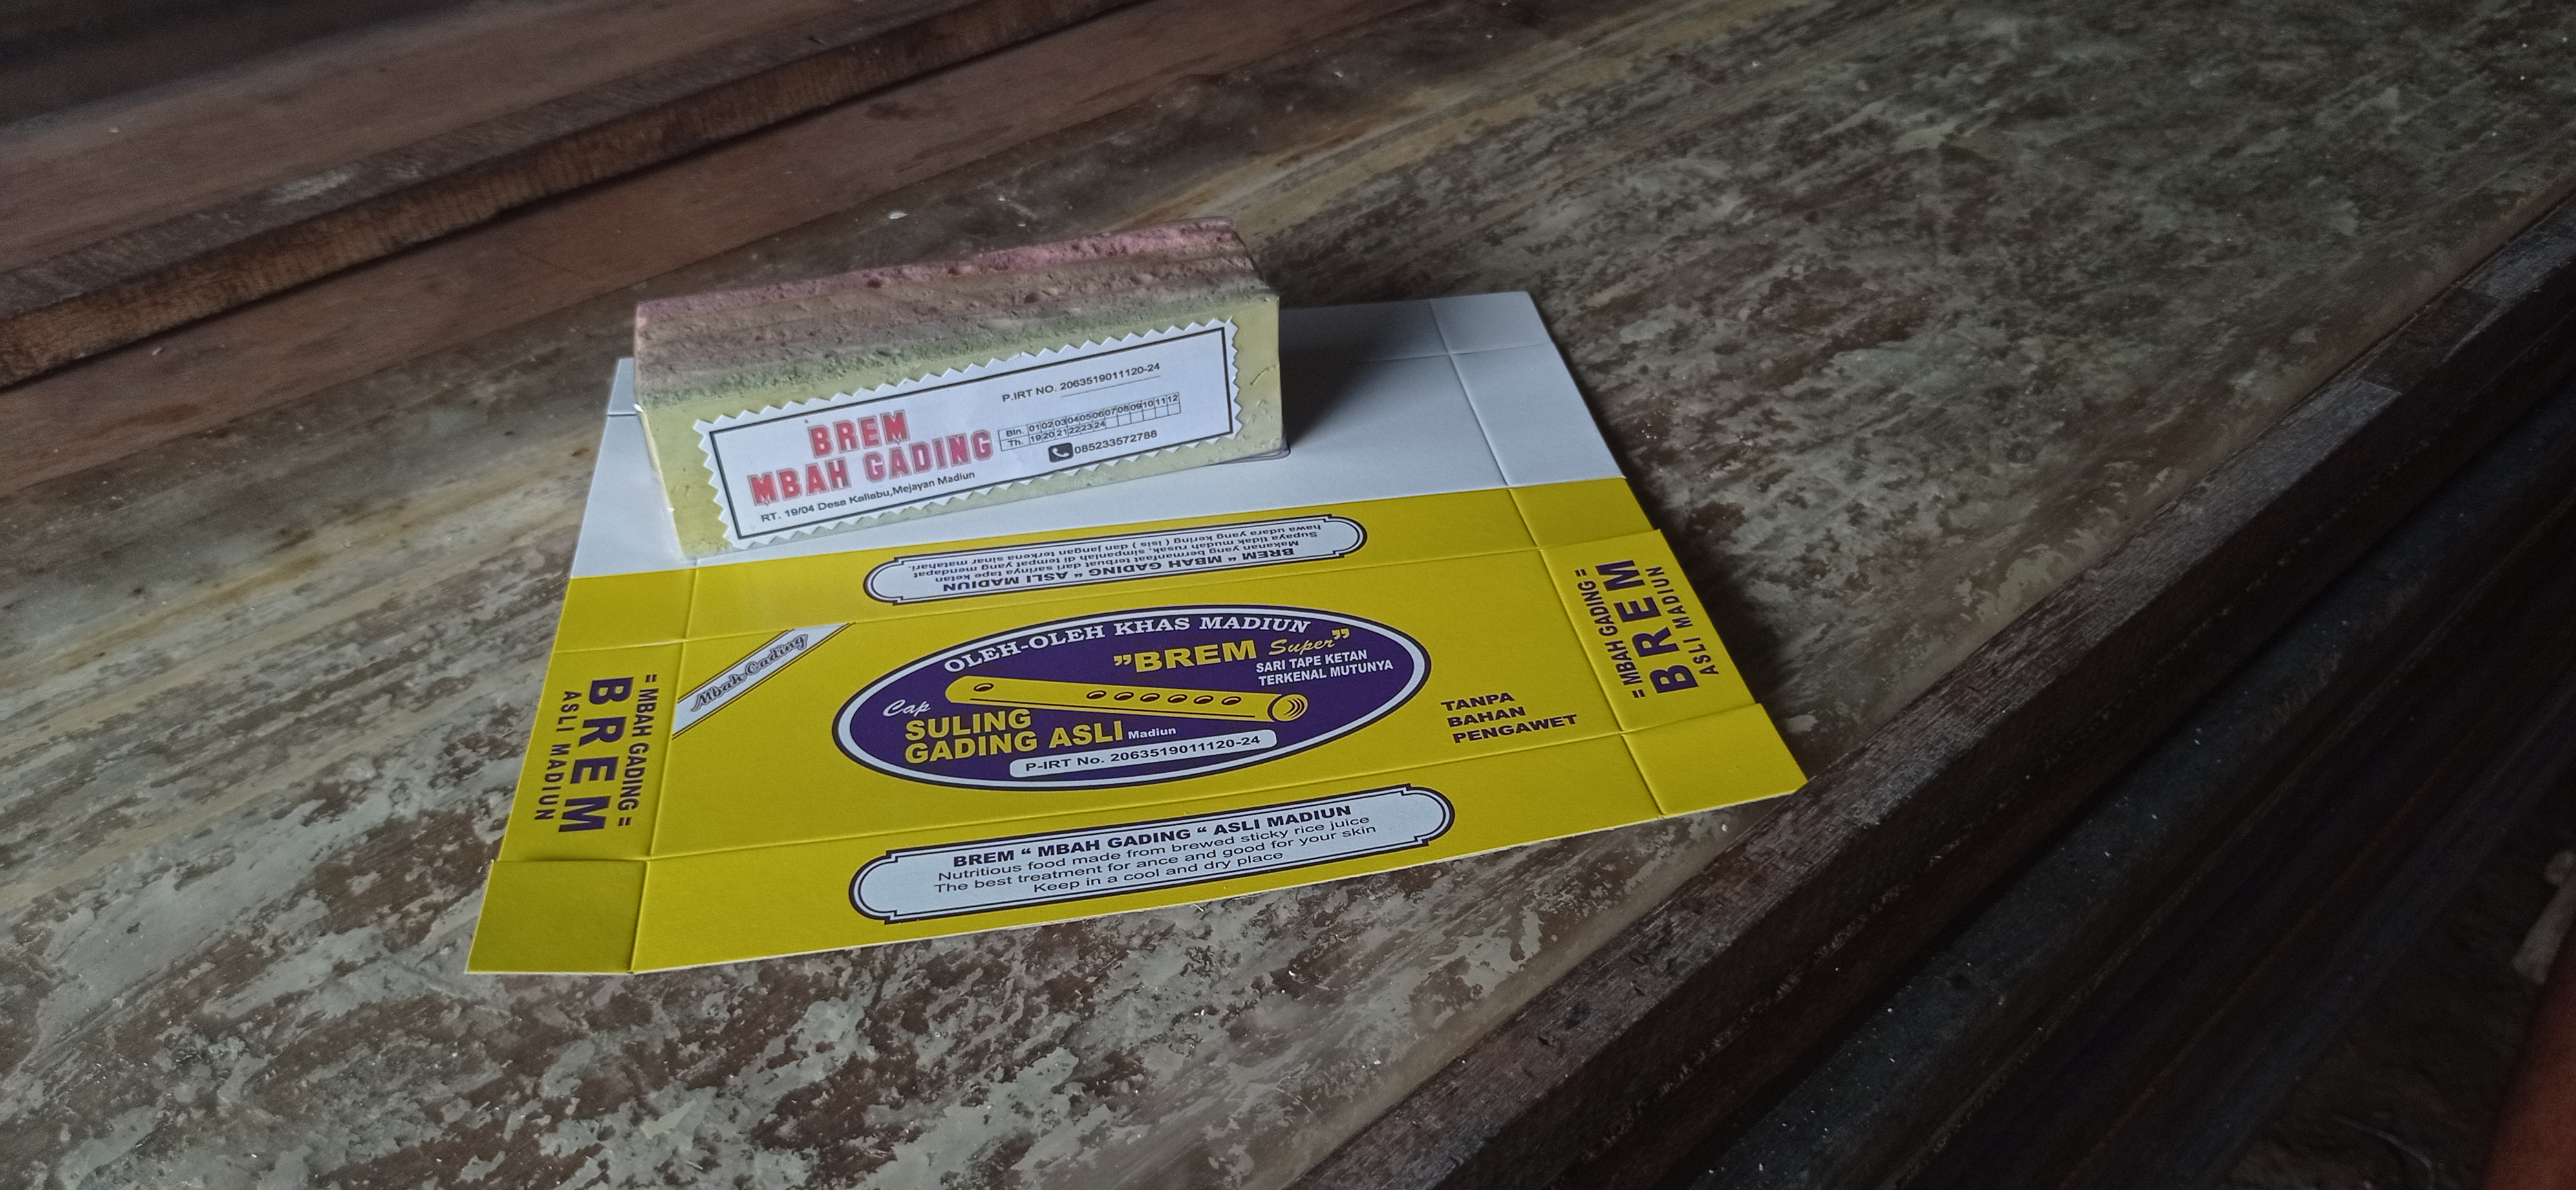 BREM
MBAH GADING
RT. 19/04 Desa Kaliabu,Mejayan Madiun
P.IRT NO. 2063519011120-24
Bln. 01 02 03 04 05 06 07 08 09 10 11 12
Th. 19 20 21 22 23 24
085233572788
BREM “ MBAH GADING “ ASLI MADIUN
Makanan yang bermanfaat terbuat dari sarinya tape ketan
Supaya tidak mudah rusak, simpanlah di tempat yang mendapat
hawa udara yang kering ( isis ) dan jangan terkena sinar matahari.
Mbah Gading
OLEH-OLEH KHAS MADIUN
”BREM Super”
SARI TAPE KETAN
TERKENAL MUTUNYA
Cap
SULING
GADING ASLI Madiun
P-IRT No. 2063519011120-24
TANPA
BAHAN
PENGAWET
= MBAH GADING =
BREM
ASLI MADIUN
= MBAH GADING =
BREM
ASLI MADIUN
BREM “ MBAH GADING “ ASLI MADIUN
Nutritious food made from brewed sticky rice juice
The best treatment for ance and good for your skin
Keep in a cool and dry place